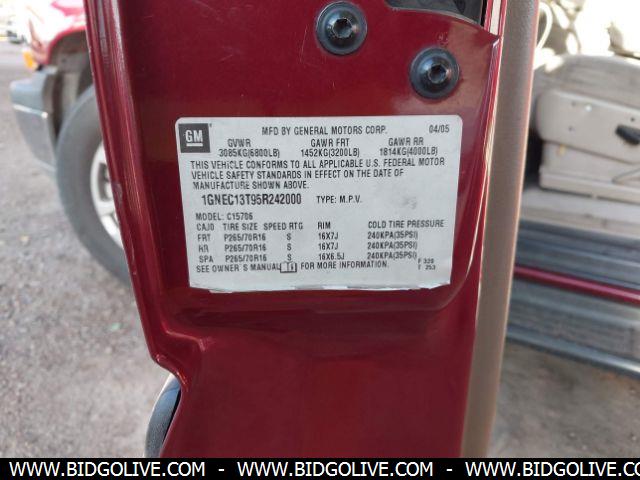 GM
MFD BY GENERAL MOTORS CORP. 04/05
GVWR GAWR FRT GAWR RR
3085KG(6800LB) 1452KG(3200LB) 1814KG(4000LB)
THIS VEHICLE CONFORMS TO ALL APPLICABLE U.S. FEDERAL MOTOR
VEHICLE SAFETY STANDARDS IN EFFECT ON THE DATE OF
MANUFACTURE SHOWN ABOVE.
1GNEC13T95R242000 TYPE: M.P.V.
MODEL: C15706
CAJO TIRE SIZE SPEED RTG RIM COLD TIRE PRESSURE
FRT P265/70R16 S 16X7J 240KPA(35PSI)
RR P265/70R16 S 16X7J 240KPA(35PSI)
SPA P265/70R16 S 16X6.5J 240KPA(35PSI)
SEE OWNER'S MANUAL FOR MORE INFORMATION.
F 320
T 253
WWW.BIDGOLIVE.COM - WWW.BIDGOLIVE.COM - WWW.BIDGOLIVE.COM